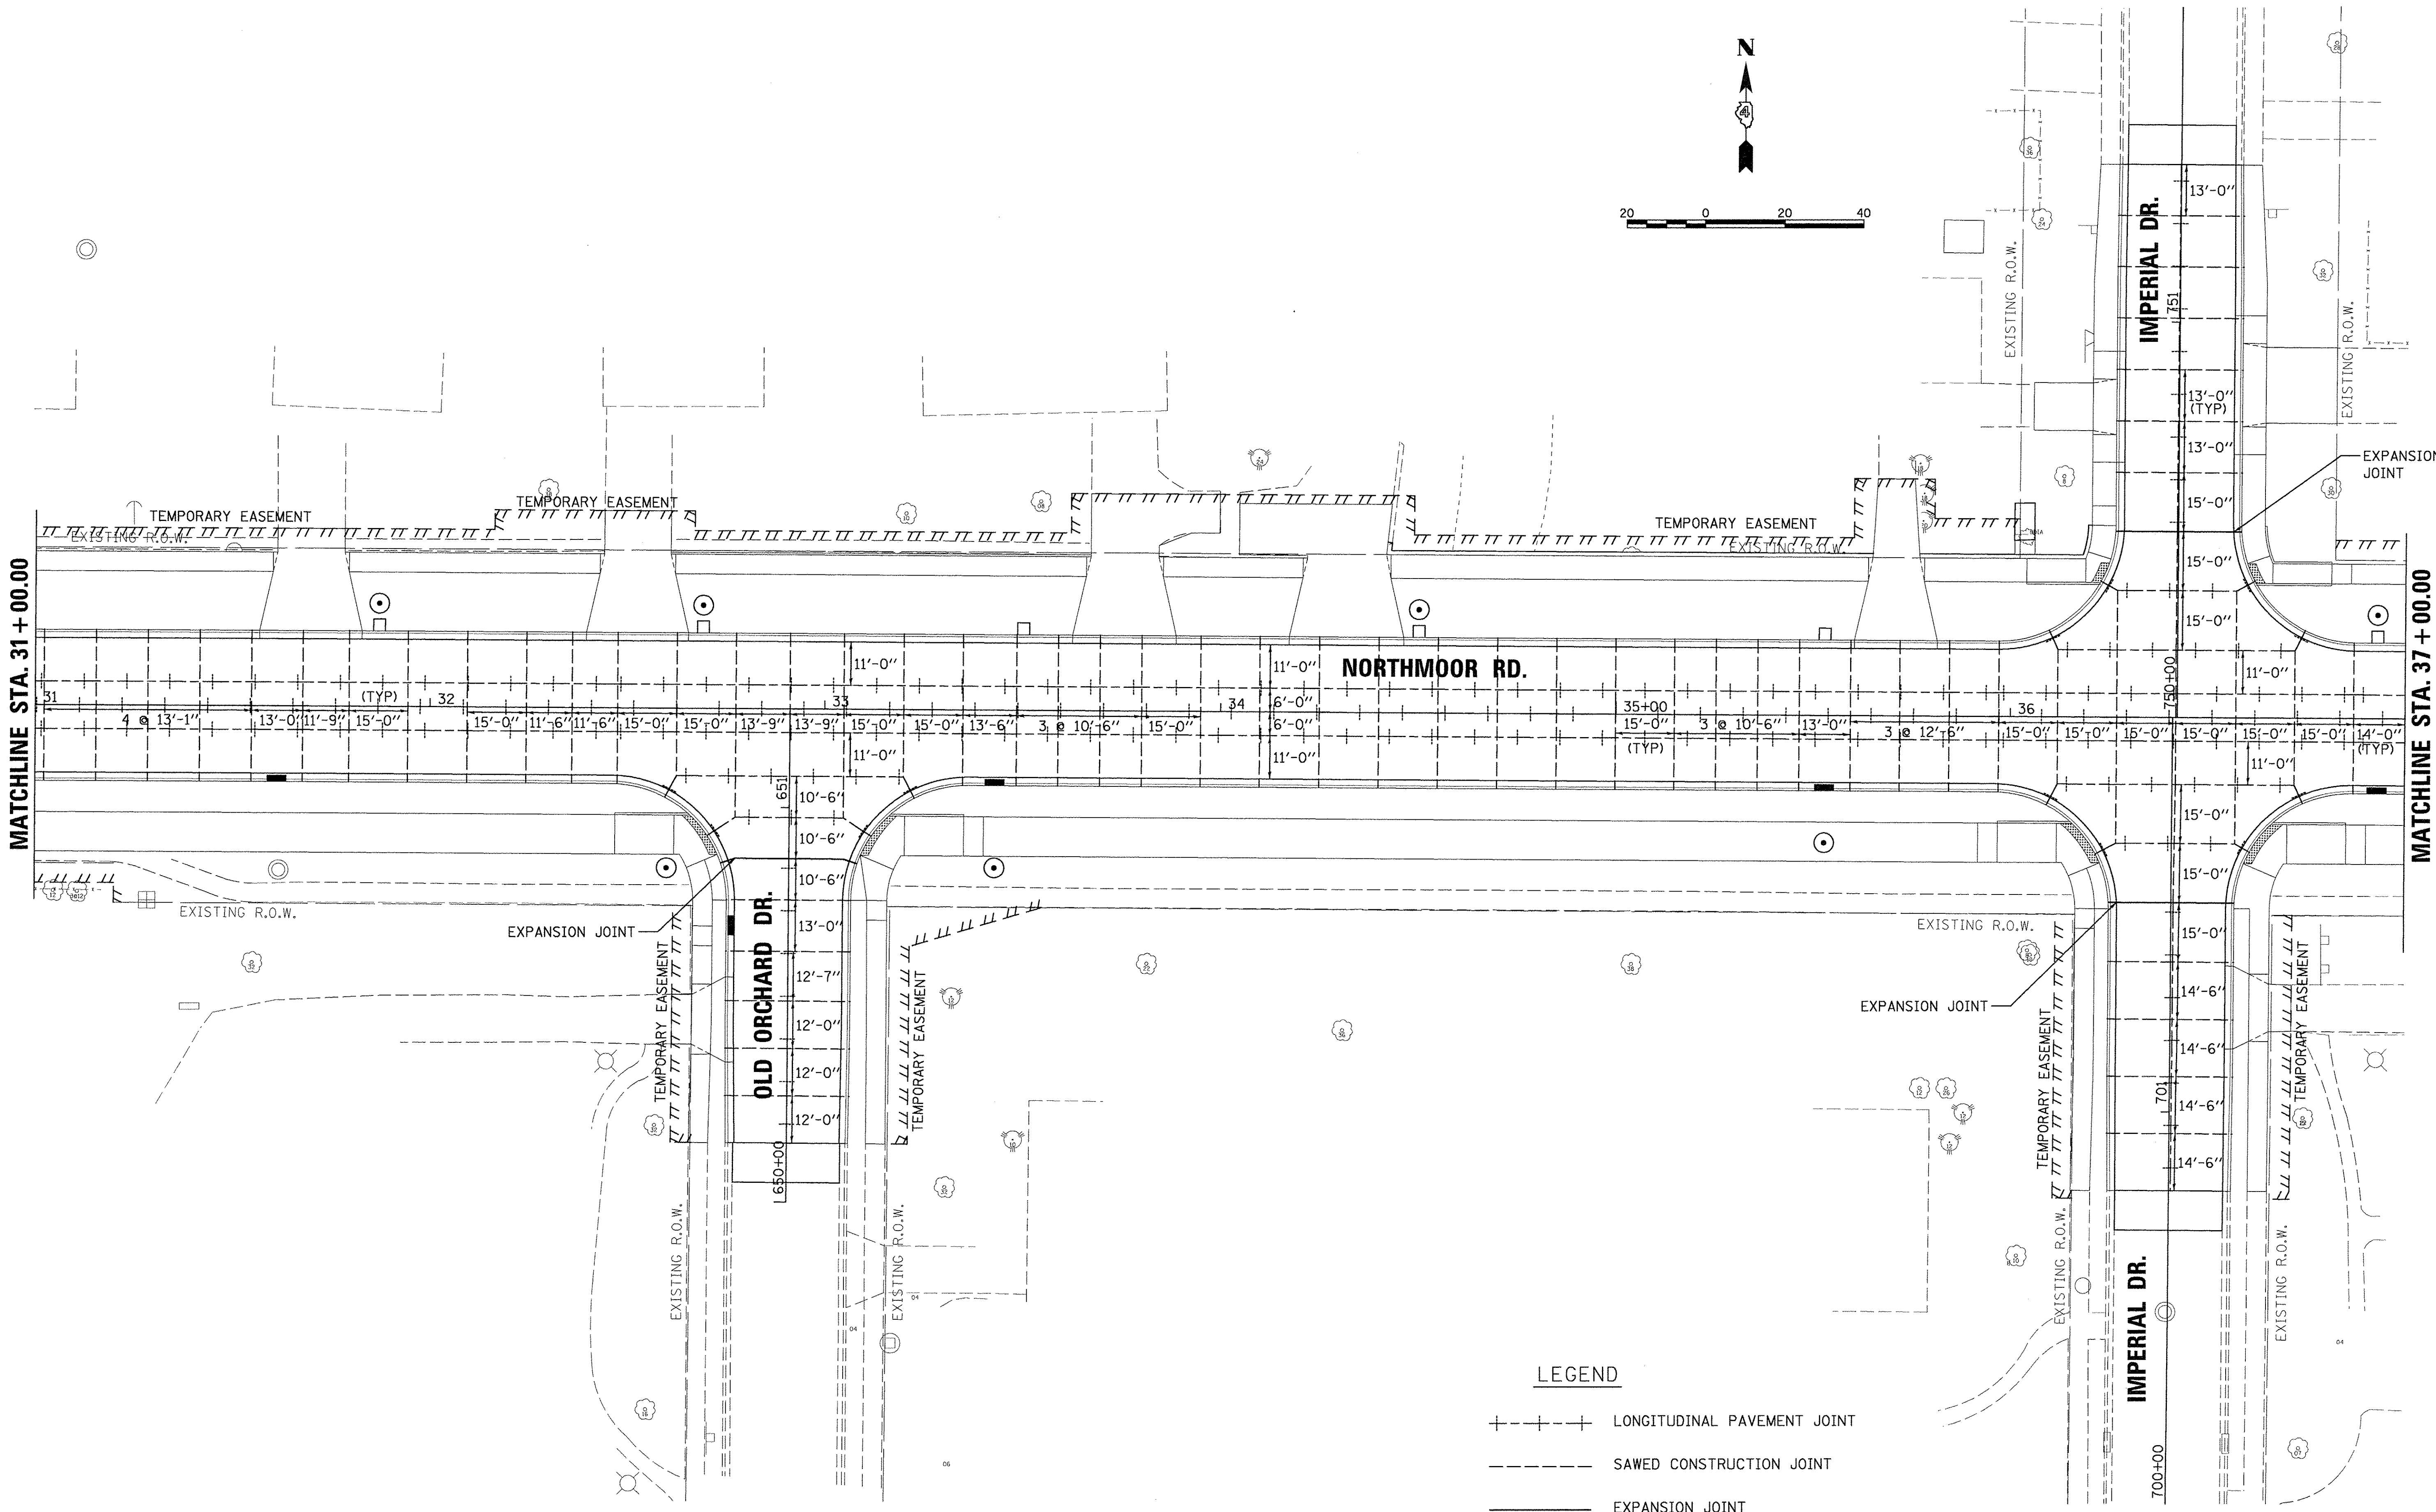 N
4
20 0 20 40
IMPERIAL DR.
13'-0"
EXISTING R.O.W.
751
EXISTING R.O.W.
13'-0"
(TYP)
13'-0"
EXPANSION
JOINT
15'-0"
TEMPORARY EASEMENT
TEMPORARY EASEMENT
TEMPORARY EASEMENT
EXISTING R.O.W.
EXISTING R.O.W.
15'-0"
15'-0"
MATCHLINE STA. 31 + 00.00
MATCHLINE STA. 37 + 00.00
NORTHMOOR RD.
11'-0"
11'-0"
11'-0"
750+00
31 (TYP) 32 33 34 6'-0" 35+00 36
4 @ 13'-1" 13'-0" 11'-9" 15'-0" 15'-0" 11'-6" 11'-6" 15'-0" 15'-0" 13'-9" 13'-9" 15'-0" 15'-0" 13'-6" 3 @ 10'-6" 15'-0" 6'-0" 15'-0" 3 @ 10'-6" 13'-0" 3 @ 12'-6" 15'-0" 15'-0" 15'-0" 15'-0" 15'-0" 15'-0" 14'-0"
(TYP) (TYP)
11'-0"
11'-0"
11'-0"
651
10'-6"
15'-0"
10'-6"
15'-0"
10'-6"
EXISTING R.O.W.
EXPANSION JOINT
13'-0"
EXISTING R.O.W.
15'-0"
OLD ORCHARD DR.
TEMPORARY EASEMENT
TEMPORARY EASEMENT
12'-7"
14'-6"
EXPANSION JOINT
12'-0"
14'-6"
TEMPORARY EASEMENT
TEMPORARY EASEMENT
12'-0"
701
14'-6"
12'-0"
14'-6"
650+00
EXISTING R.O.W.
EXISTING R.O.W.
EXISTING R.O.W.
EXISTING R.O.W.
IMPERIAL DR.
04
04
04
06
700+00
LEGEND
LONGITUDINAL PAVEMENT JOINT
SAWED CONSTRUCTION JOINT
EXPANSION JOINT